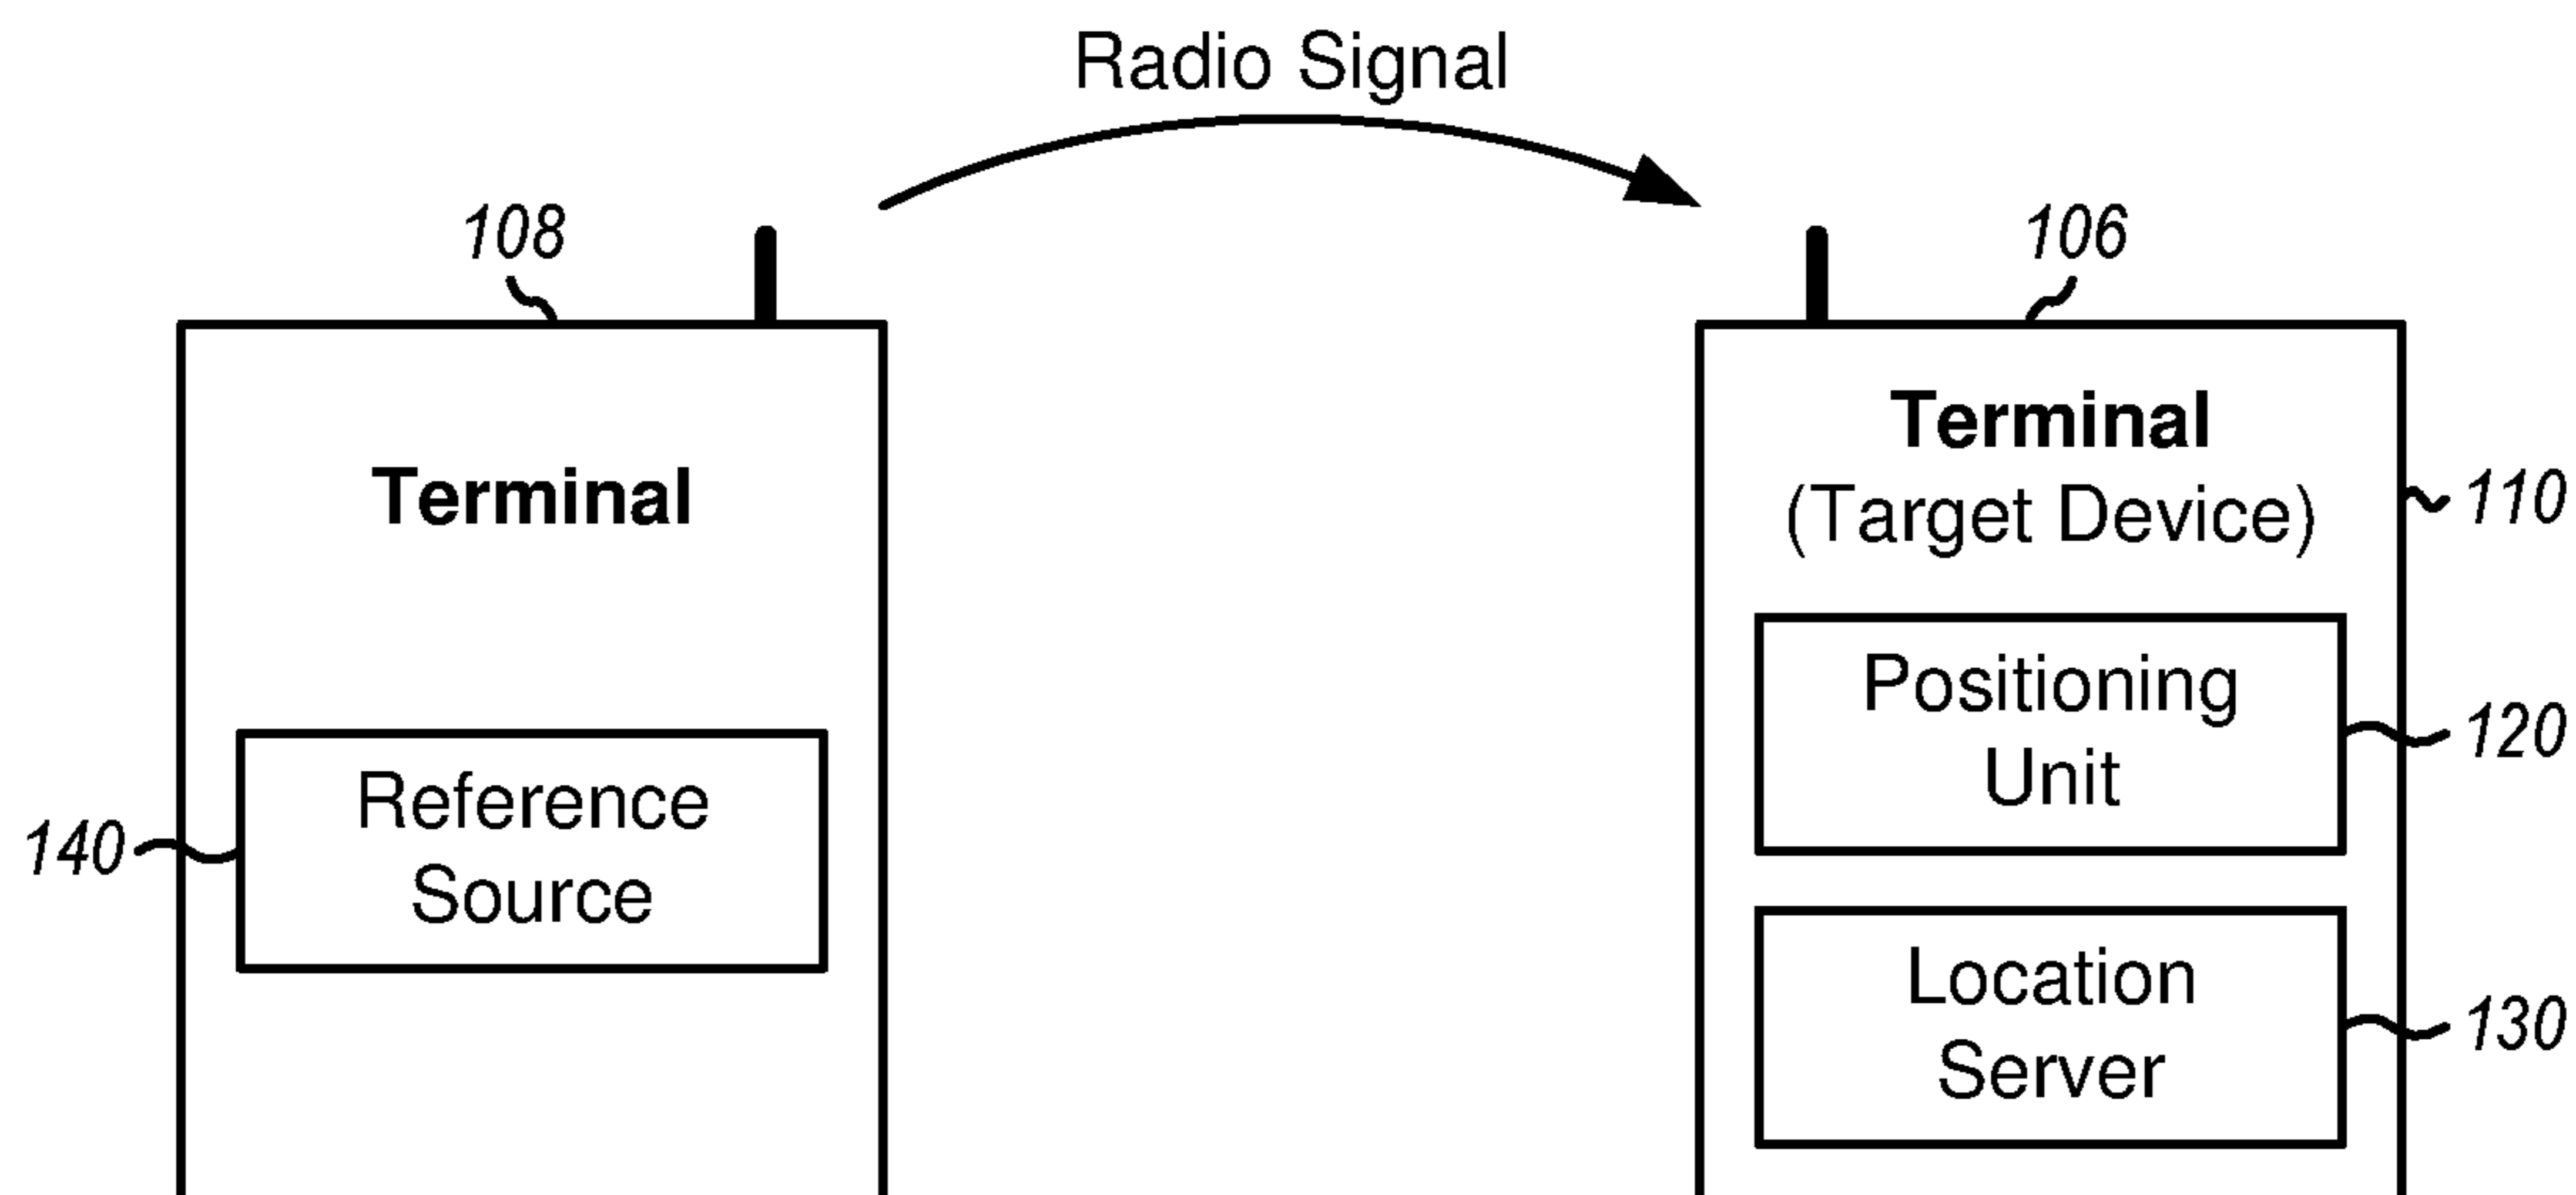 Radio Signal
108
106
Terminal
Terminal
(Target Device)
110
Positioning
Unit
120
Reference
Source
140
Location
Server
130